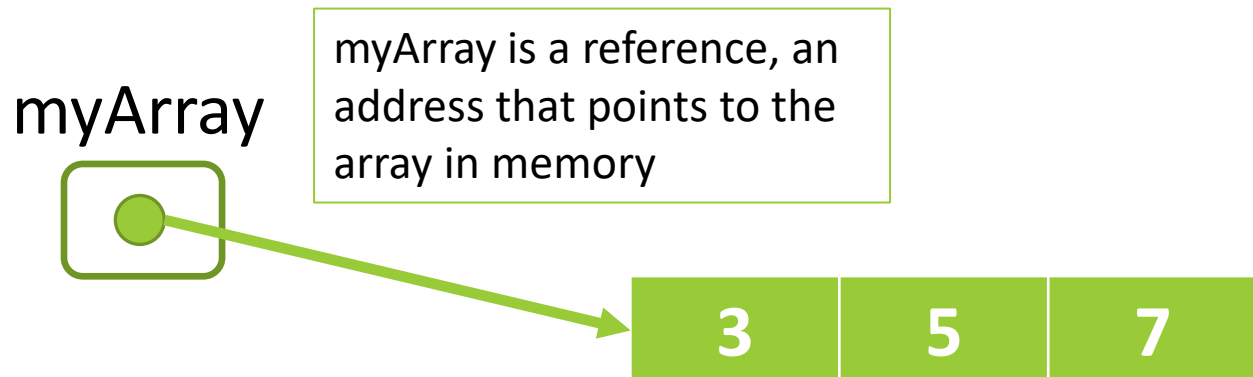 myArray
myArray is a reference, an
address that points to the
array in memory
3 5 7